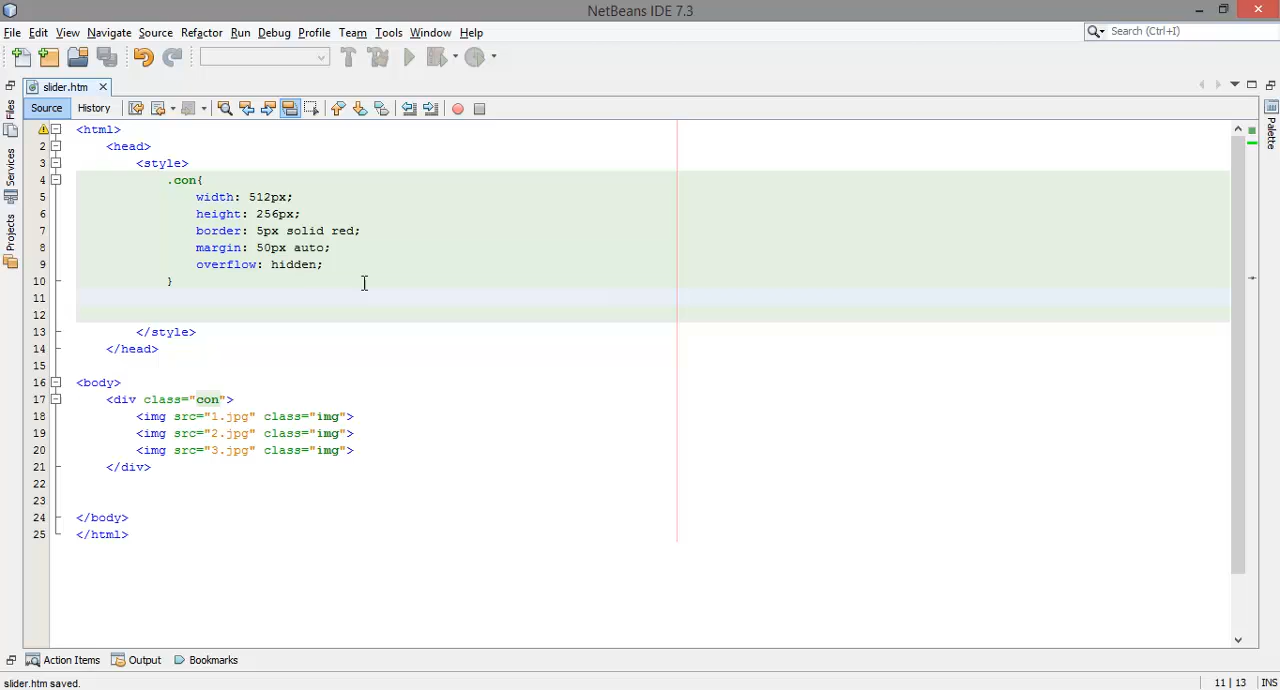 NetBeans IDE 7.3
File Edit View Navigate Source Refactor Run Debug Profile Team Tools Window Help
Search (Ctrl+I)
slider.htm
Source History
Files
Services
Projects
Palette
<html>
2 <head>
3 <style>
4 .con{
5 width: 512px;
6 height: 256px;
7 border: 5px solid red;
8 margin: 50px auto;
9 overflow: hidden;
10 }
11
12
13 </style>
14 </head>
15
16 <body>
17 <div class="con">
18 <img src="1.jpg" class="img">
19 <img src="2.jpg" class="img">
20 <img src="3.jpg" class="img">
21 </div>
22
23
24 </body>
25 </html>
Action Items Output Bookmarks
slider.htm saved.
11 | 13 INS